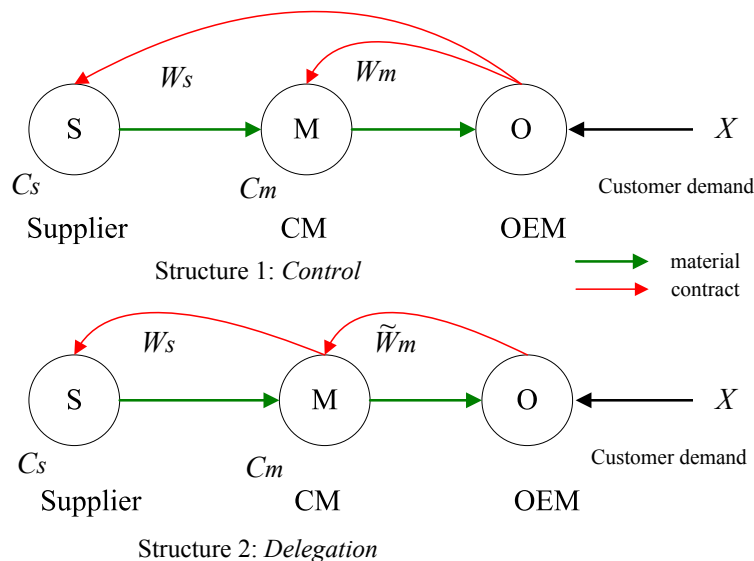 Ws
Wm
S
M
O
X
Cs
Cm
Customer demand
Supplier
CM
OEM
Structure 1: Control
material
contract
Ws
W̃m
S
M
O
X
Cs
Cm
Customer demand
Supplier
CM
OEM
Structure 2: Delegation